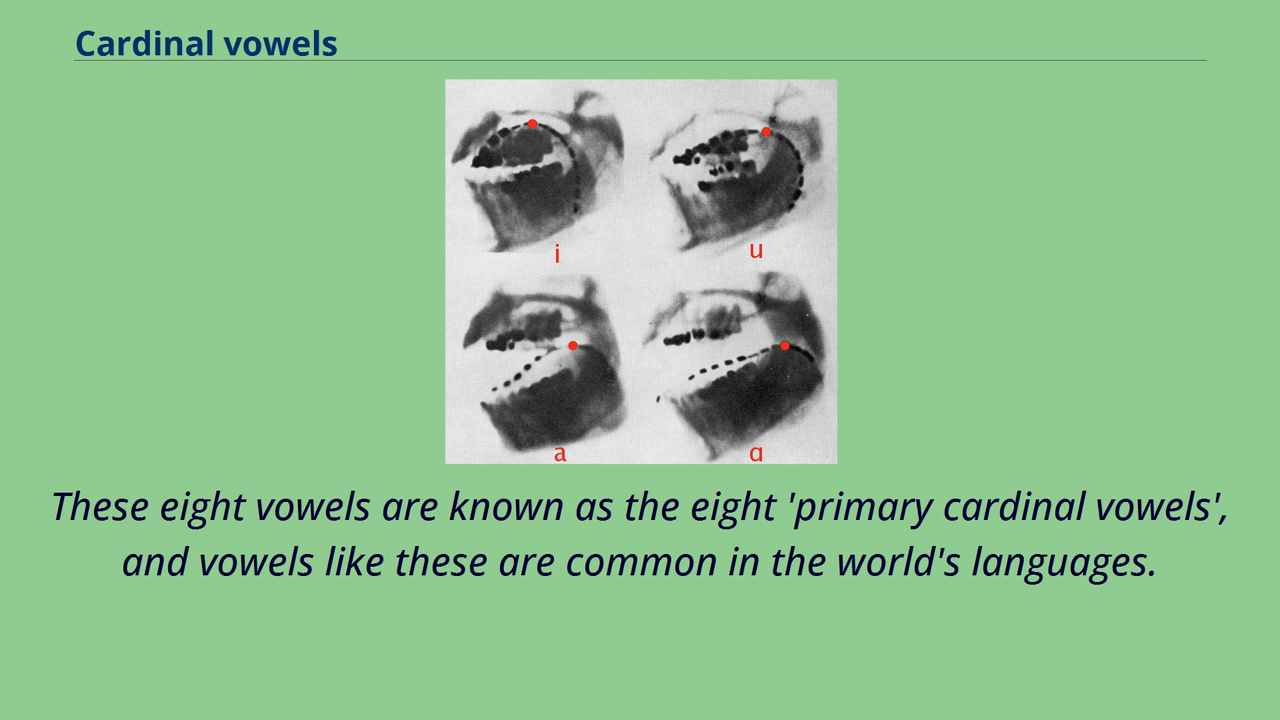 Cardinal vowels
i
u
a
ɑ
These eight vowels are known as the eight 'primary cardinal vowels',
and vowels like these are common in the world's languages.